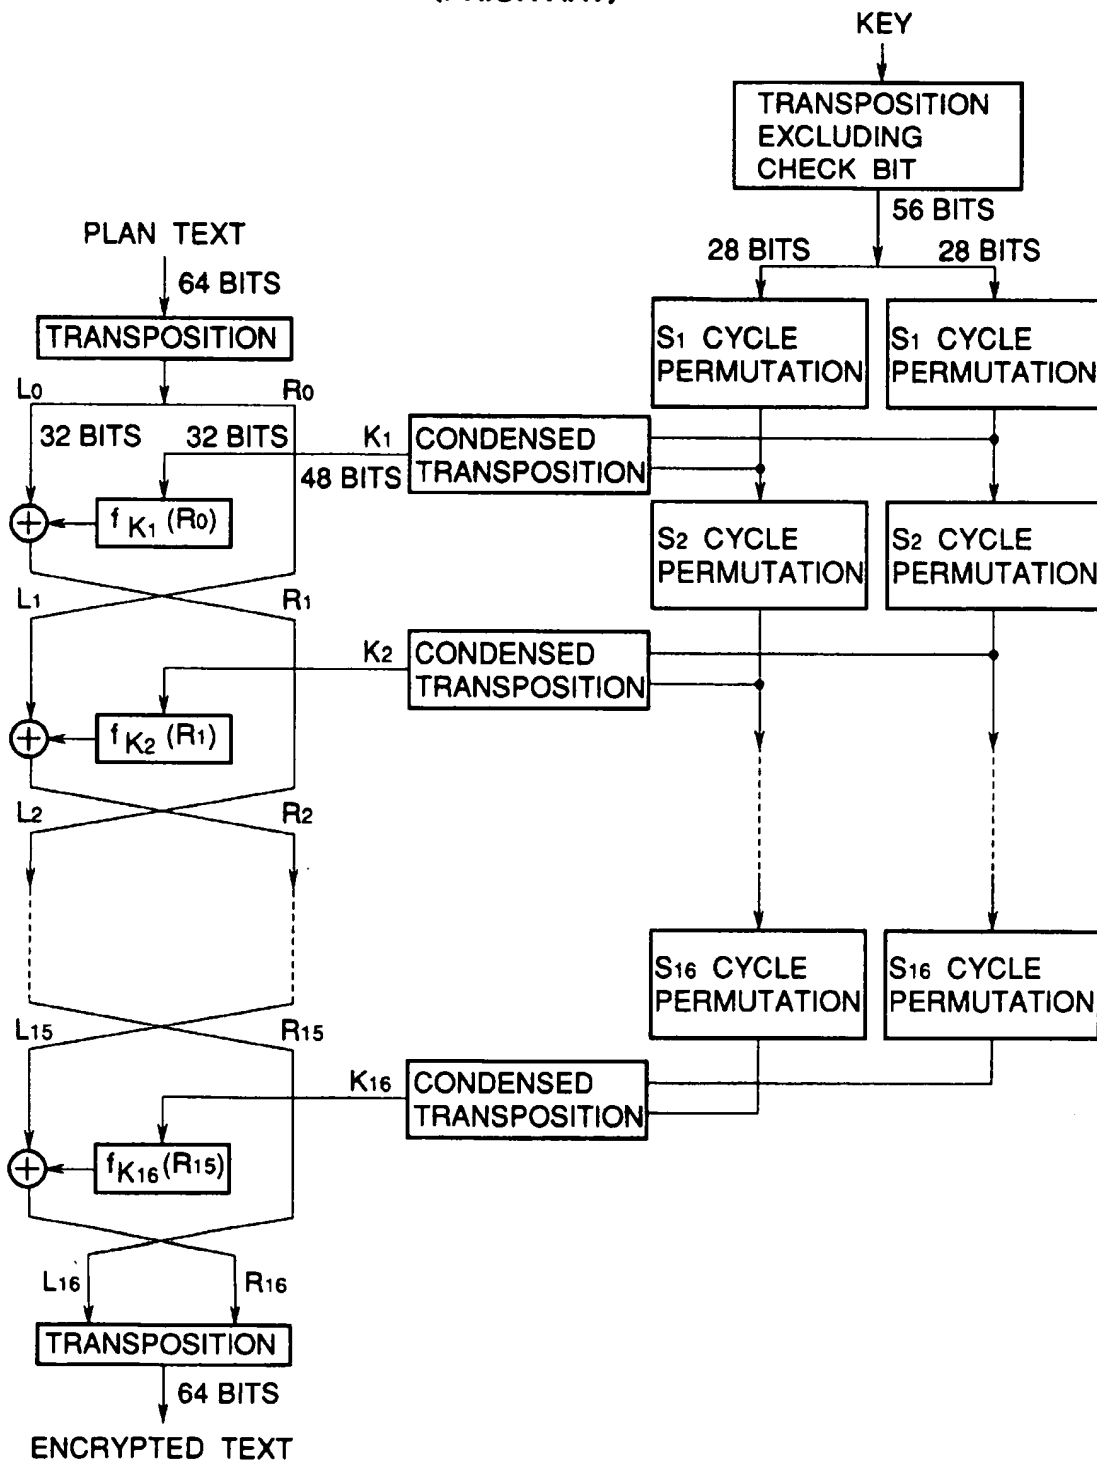 KEY
TRANSPOSITION
EXCLUDING
CHECK BIT
56 BITS
PLAN TEXT
28 BITS 28 BITS
64 BITS
TRANSPOSITION
S1 CYCLE
PERMUTATION
S1 CYCLE
PERMUTATION
L0 R0
32 BITS 32 BITS
K1
48 BITS
CONDENSED
TRANSPOSITION
f K1 (R0)
S2 CYCLE
PERMUTATION
S2 CYCLE
PERMUTATION
L1 R1
K2
CONDENSED
TRANSPOSITION
f K2 (R1)
L2 R2
S16 CYCLE
PERMUTATION
S16 CYCLE
PERMUTATION
L15 R15
K16
CONDENSED
TRANSPOSITION
f K16 (R15)
L16 R16
TRANSPOSITION
64 BITS
ENCRYPTED TEXT